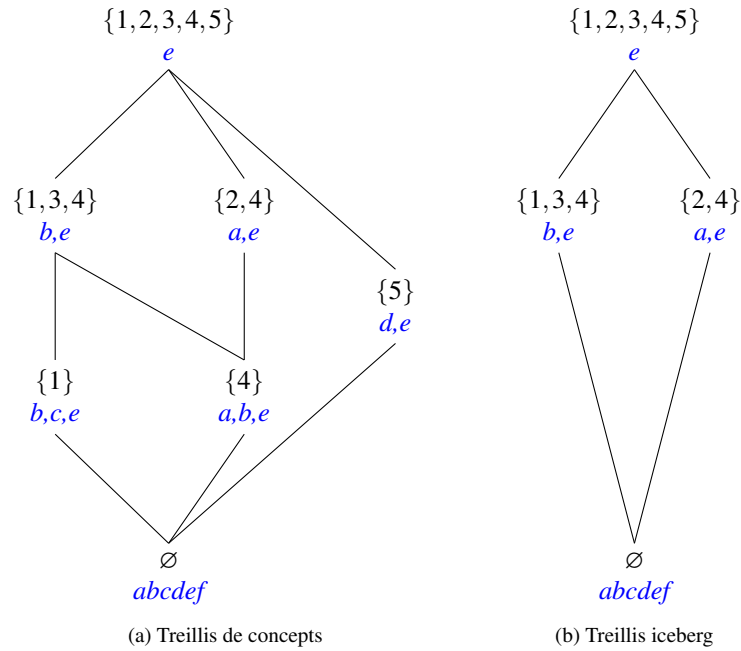 {1,2,3,4,5}
e
{1,3,4}
b,e
{2,4}
a,e
{5}
d,e
{1}
b,c,e
{4}
a,b,e
∅
abcdef
(a) Treillis de concepts
{1,2,3,4,5}
e
{1,3,4}
b,e
{2,4}
a,e
∅
abcdef
(b) Treillis iceberg